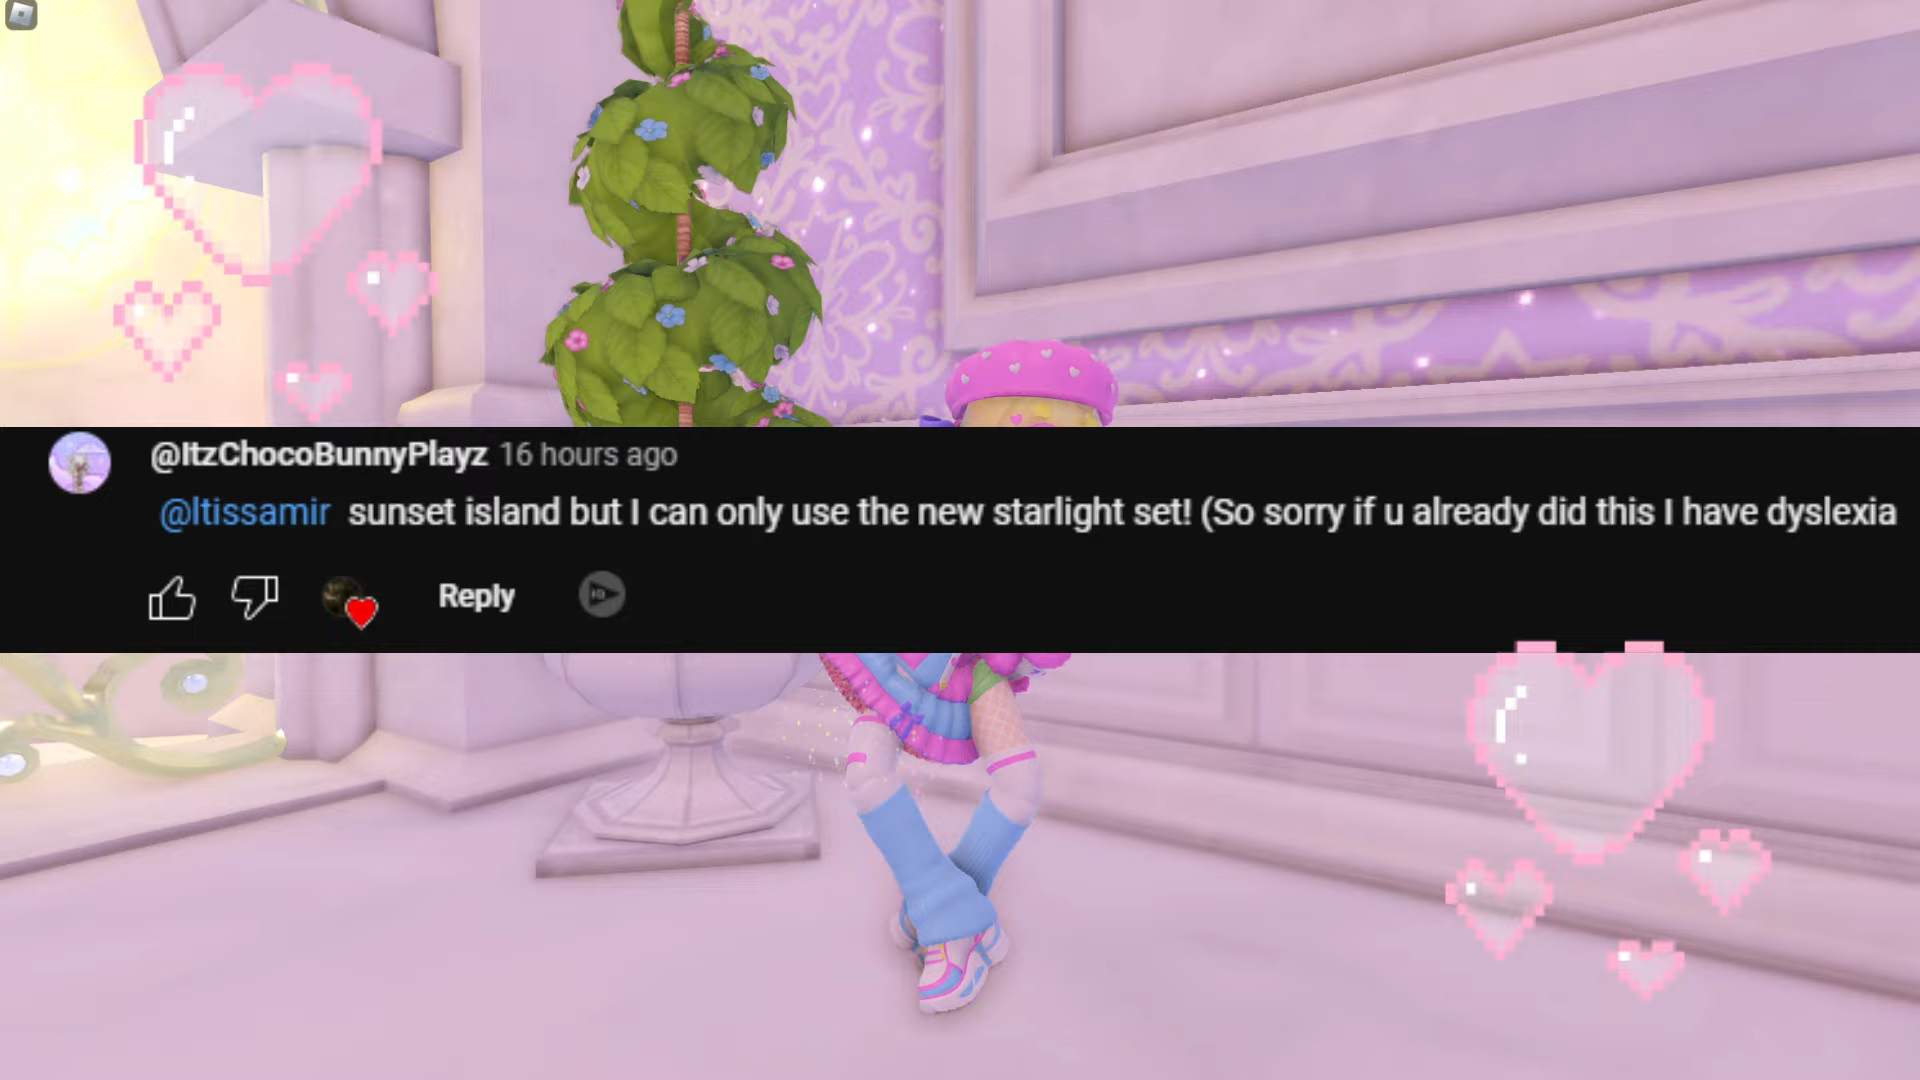 @ItzChocoBunnyPlayz 16 hours ago
@ltissamir sunset island but I can only use the new starlight set! (So sorry if u already did this I have dyslexia
Reply